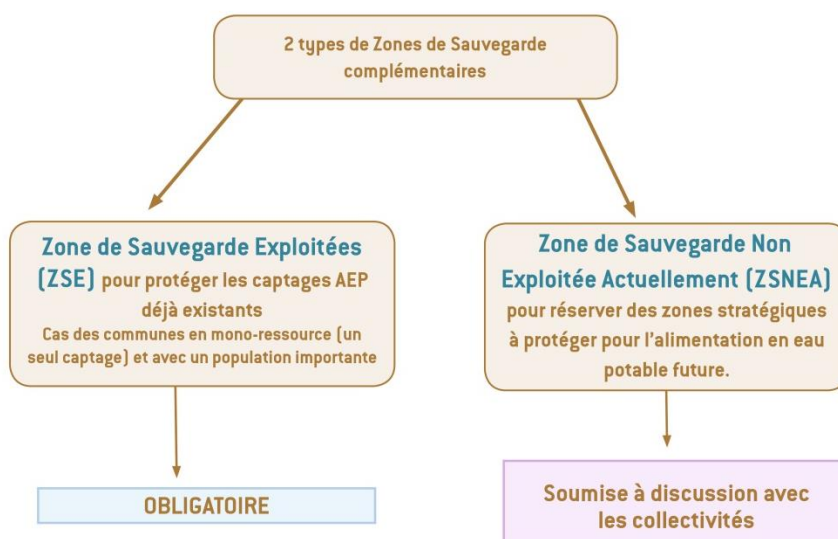 2 types de Zones de Sauvegarde
complémentaires
Zone de Sauvegarde Exploitées
(ZSE) pour protéger les captages AEP
déjà existants
Cas des communes en mono-ressource (un
seul captage) et avec un population importante
Zone de Sauvegarde Non
Exploitée Actuellement (ZSNEA)
pour réserver des zones stratégiques
à protéger pour l'alimentation en eau
potable future.
OBLIGATOIRE
Soumise à discussion avec
les collectivités